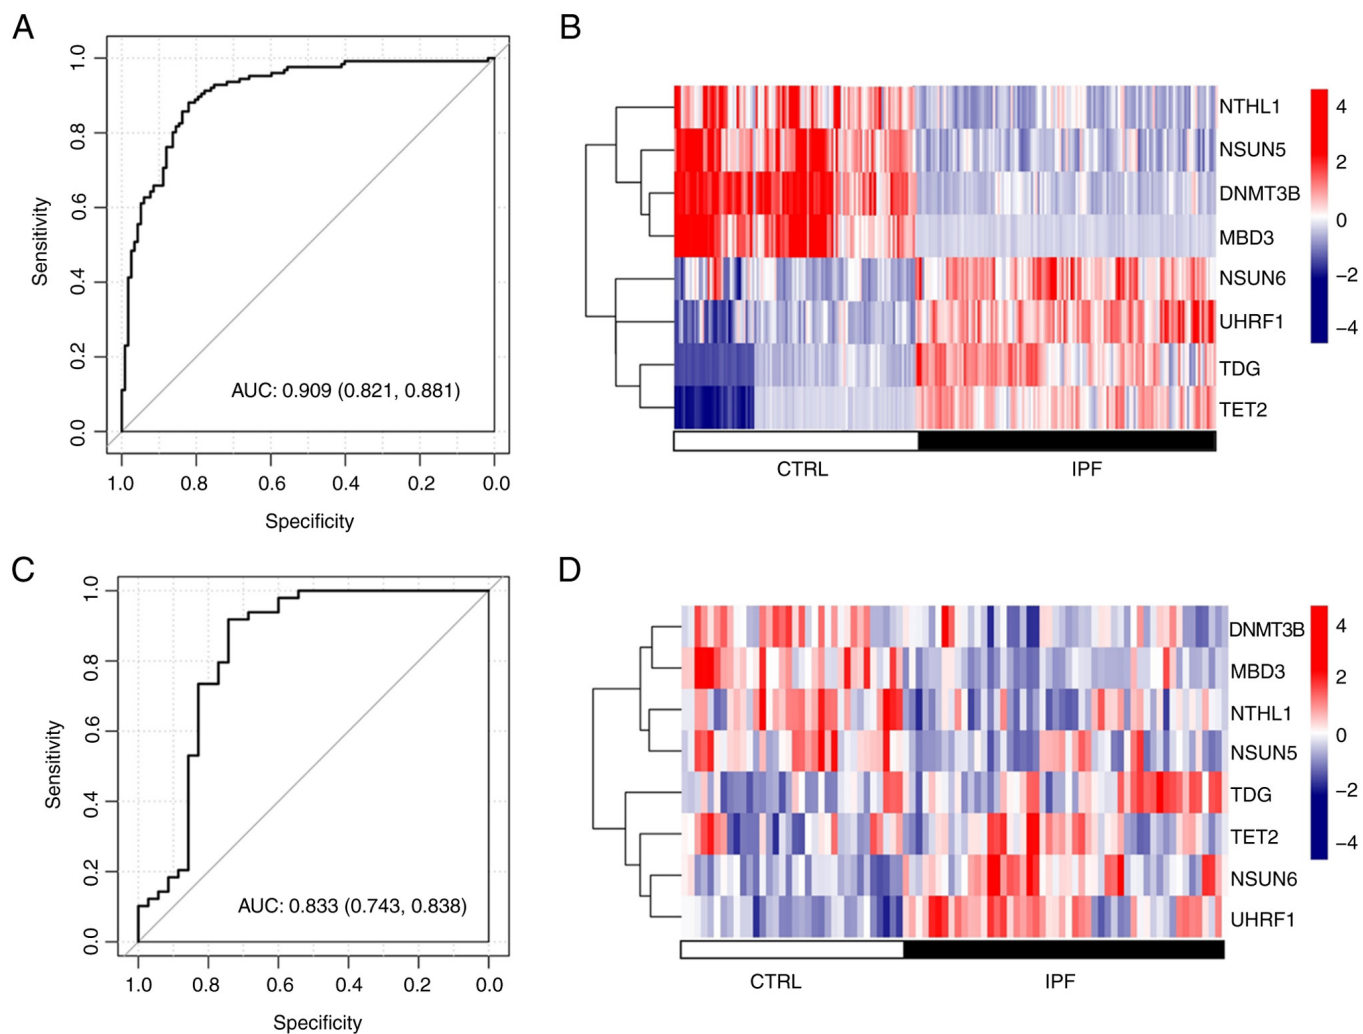 A
1.0
0.8
0.6
0.4
0.2
0.0
Sensitivity
AUC: 0.909 (0.821, 0.881)
1.0 0.8 0.6 0.4 0.2 0.0
Specificity
B
NTHL1
NSUN5
DNMT3B
MBD3
NSUN6
UHRF1
TDG
TET2
4
2
0
−2
−4
CTRL IPF
C
1.0
0.8
0.6
0.4
0.2
0.0
Sensitivity
AUC: 0.833 (0.743, 0.838)
1.0 0.8 0.6 0.4 0.2 0.0
Specificity
D
DNMT3B
MBD3
NTHL1
NSUN5
TDG
TET2
NSUN6
UHRF1
4
2
0
−2
−4
CTRL IPF